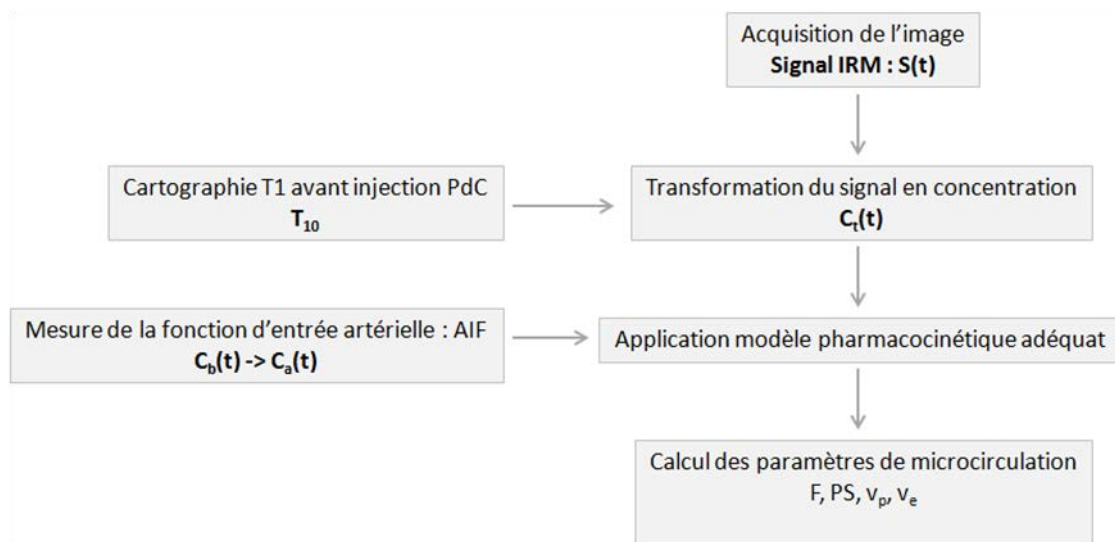 Acquisition de l'image
Signal IRM : S(t)
Cartographie T1 avant injection PdC
T₁₀
Transformation du signal en concentration
Cₜ(t)
Mesure de la fonction d'entrée artérielle : AIF
C_b(t) -> Cₐ(t)
Application modèle pharmacocinétique adéquat
Calcul des paramètres de microcirculation
F, PS, vₚ, vₑ